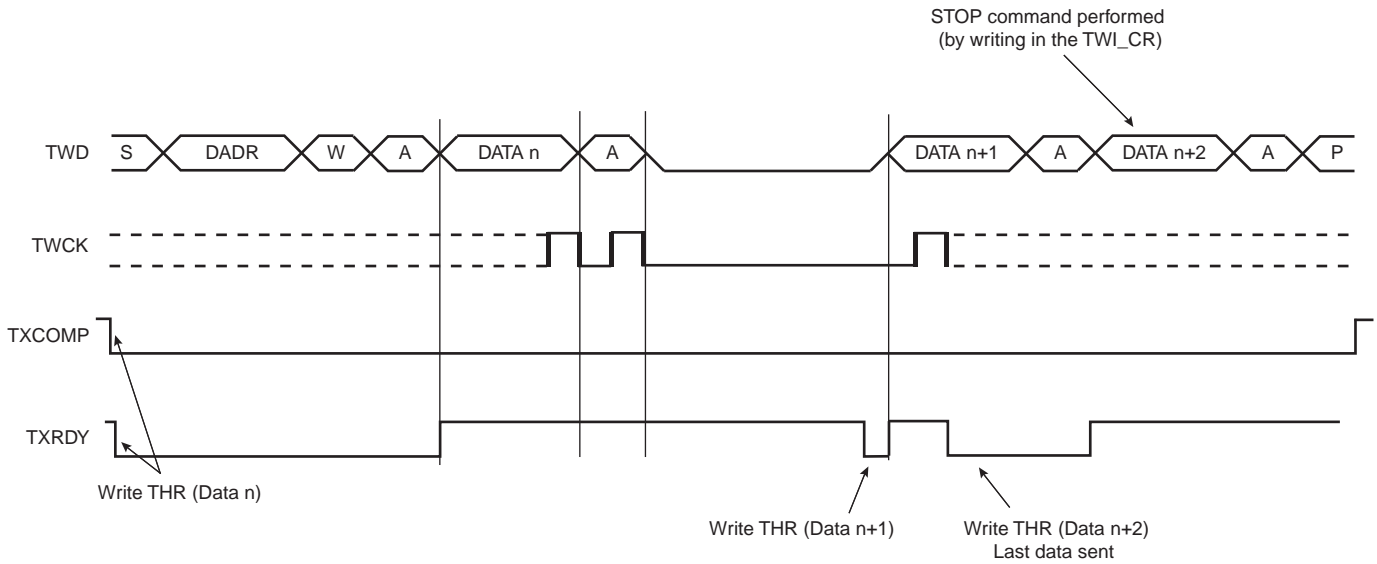 STOP command performed
(by writing in the TWI_CR)
TWD S DADR W A DATA n A DATA n+1 A DATA n+2 A P
TWCK
TXCOMP
TXRDY
Write THR (Data n)
Write THR (Data n+1)
Write THR (Data n+2)
Last data sent